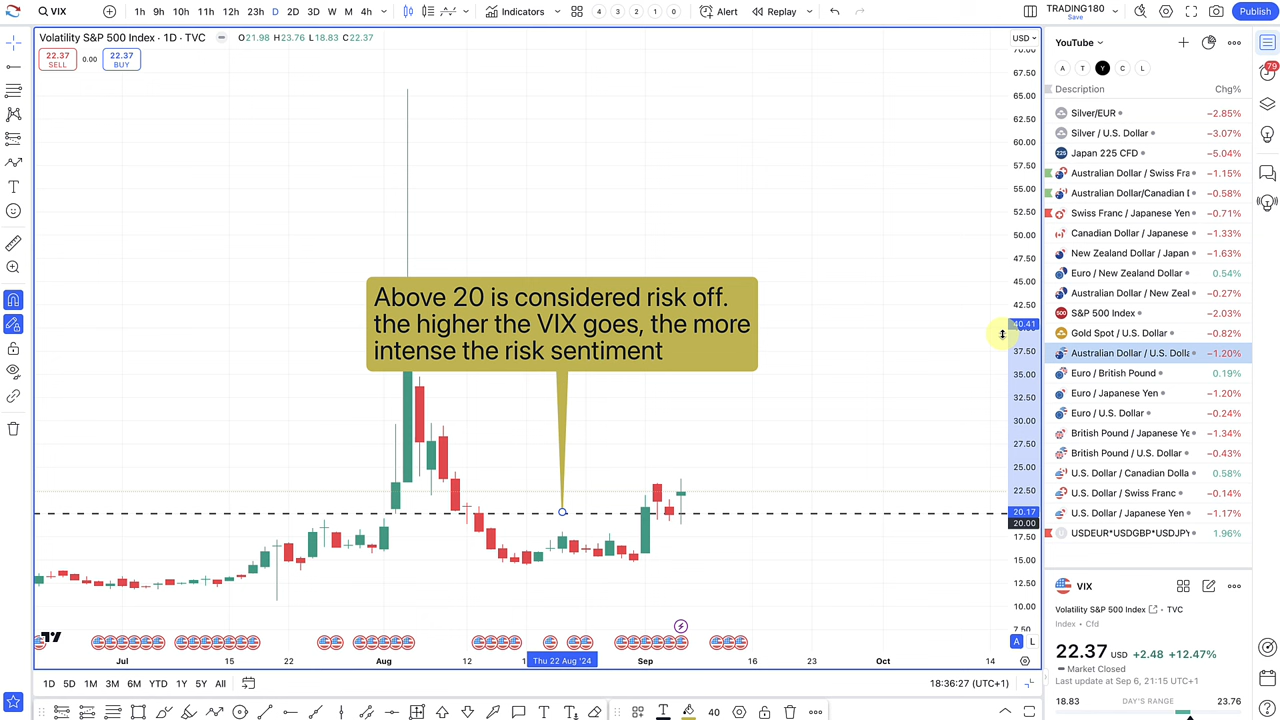 VIX
1h 9h 10h 11h 12h 23h D 2D 3D W M 4h
Indicators
4 3 2 1 0
Alert
Replay
TRADING180
Save
Publish
Volatility S&P 500 Index · 1D · TVC O21.98 H23.76 L18.83 C22.37
22.37
SELL
0.00
22.37
BUY
USD
70.00
67.50
65.00
62.50
60.00
57.50
55.00
52.50
50.00
47.50
45.00
42.50
40.41
37.50
35.00
32.50
30.00
27.50
25.00
22.50
20.17
20.00
17.50
15.00
12.50
10.00
7.50
Above 20 is considered risk off.
the higher the VIX goes, the more
intense the risk sentiment
Jul 15 22 Aug 12 Thu 22 Aug '24 Sep 16 23 Oct 14
A L
1D 5D 1M 3M 6M YTD 1Y 5Y All
18:36:27 (UTC+1)
T T 40
YouTube
79
A T Y C L
Description Chg%
Silver/EUR −2.85%
Silver / U.S. Dollar −3.07%
225 Japan 225 CFD −5.04%
Australian Dollar / Swiss Fra −1.15%
Australian Dollar/Canadian D −0.58%
Swiss Franc / Japanese Yen −0.71%
Canadian Dollar / Japanese −1.33%
New Zealand Dollar / Japan −1.63%
Euro / New Zealand Dollar 0.54%
Australian Dollar / New Zeal −0.27%
500 S&P 500 Index −2.03%
Gold Spot / U.S. Dollar −0.82%
Australian Dollar / U.S. Dolla −1.20%
Euro / British Pound 0.19%
Euro / Japanese Yen −1.20%
Euro / U.S. Dollar −0.24%
British Pound / Japanese Ye −1.34%
British Pound / U.S. Dollar −0.43%
U.S. Dollar / Canadian Dolla 0.58%
U.S. Dollar / Swiss Franc −0.14%
U.S. Dollar / Japanese Yen −1.17%
U USDEUR*USDGBP*USDJPY 1.96%
VIX
Volatility S&P 500 Index · TVC
Index · Cfd
22.37 USD +2.48 +12.47%
Market Closed
Last update at Sep 6, 21:15 UTC+1
18.83 DAY'S RANGE 23.76